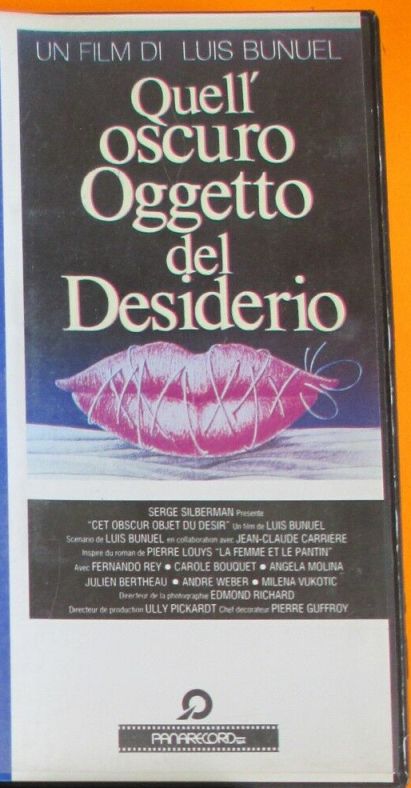 UN FILM DI LUIS BUNUEL
Quell'
oscuro
Oggetto
del
Desiderio
SERGE SILBERMAN Presente
"CET OBSCUR OBJET DU DESIR" Un film de LUIS BUNUEL
Scenario de LUIS BUNUEL en collaboration avec JEAN-CLAUDE CARRIERE
Inspire du roman de PIERRE LOUYS "LA FEMME ET LE PANTIN"
Avec FERNANDO REY • CAROLE BOUQUET • ANGELA MOLINA
JULIEN BERTHEAU • ANDRE WEBER • MILENA VUKOTIC
Directeur de la photographie EDMOND RICHARD
Directeur de production ULLY PICKARDT Chef decorateur PIERRE GUFFROY
PANARECORD